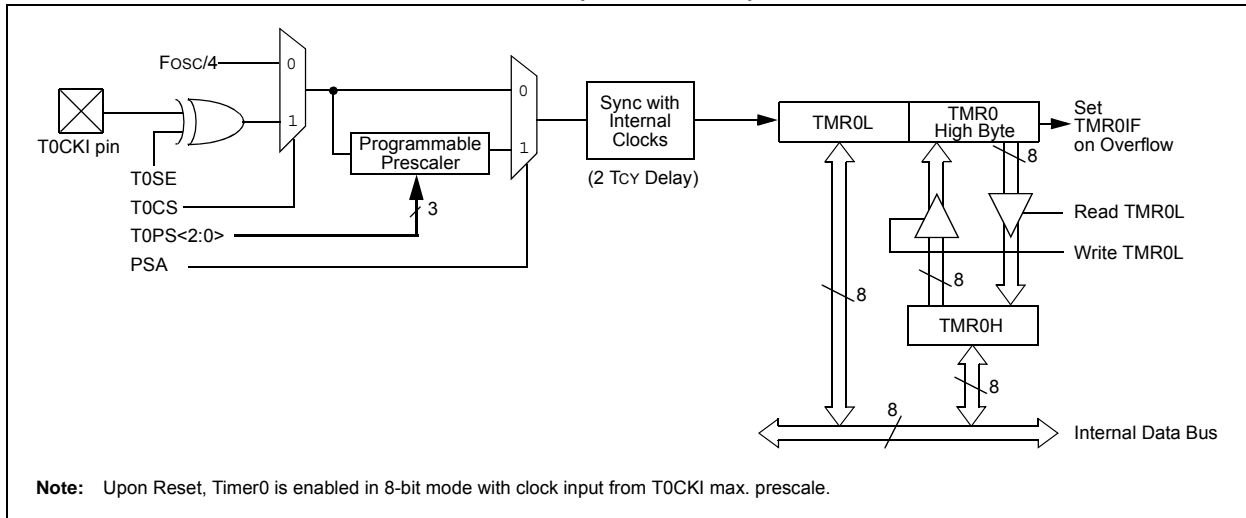 FOSC/4
0
1
T0CKI pin
T0SE
T0CS
T0PS<2:0>
PSA
Programmable
Prescaler
3
0
1
Sync with
Internal
Clocks
(2 TCY Delay)
TMR0L
TMR0
High Byte
Set
TMR0IF
on Overflow
8
Read TMR0L
Write TMR0L
8
8
TMR0H
8
8
Internal Data Bus
Note: Upon Reset, Timer0 is enabled in 8-bit mode with clock input from T0CKI max. prescale.